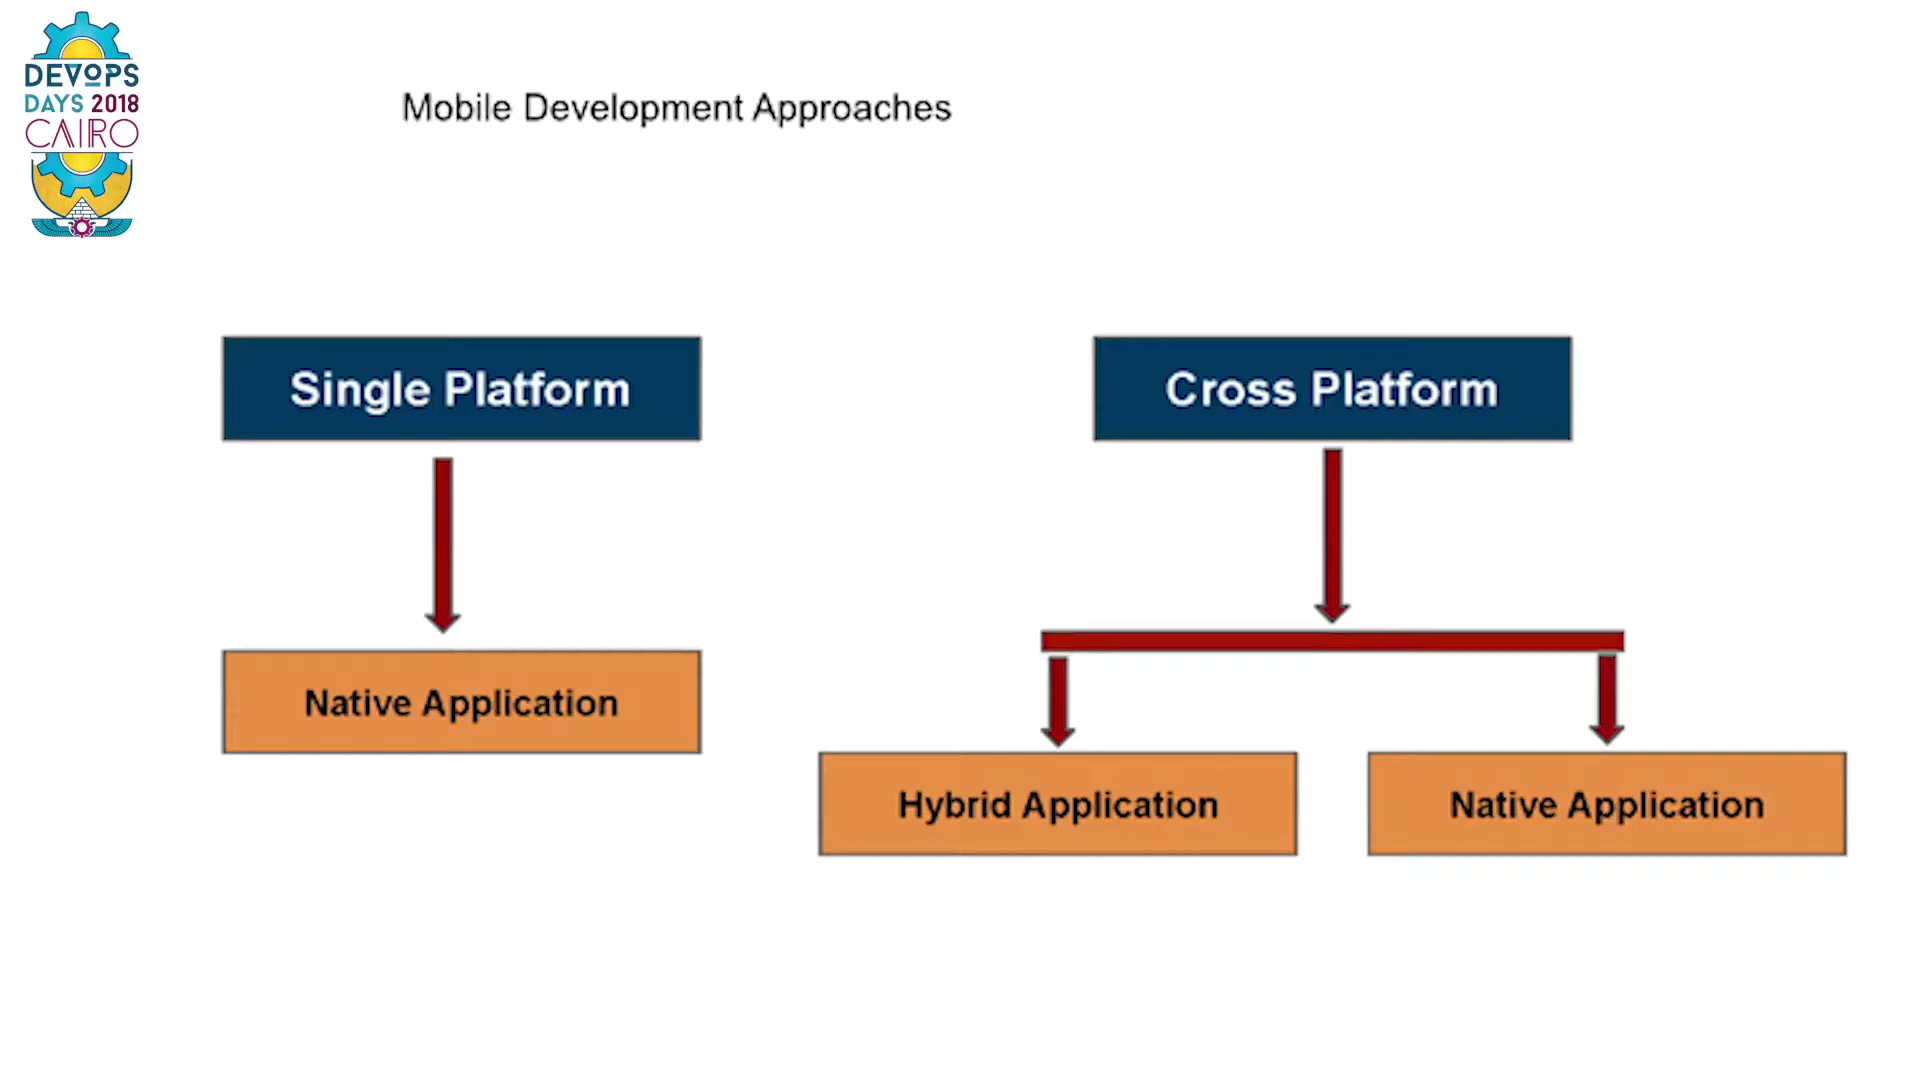 DEVOPS
DAYS 2018
CAIRO
Mobile Development Approaches
Single Platform
Cross Platform
Native Application
Hybrid Application
Native Application